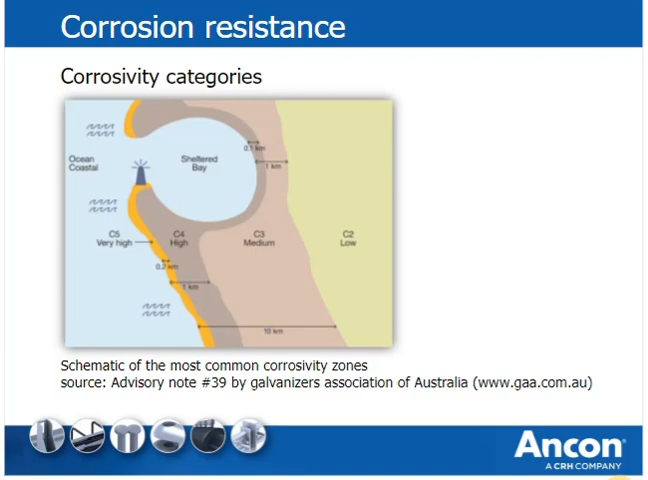 Corrosion resistance
Corrosivity categories
Ocean
Coastal
Sheltered
Bay
0.1 km
1 km
C5
Very high
C4
High
C3
Medium
C2
Low
0.2 km
1 km
10 km
Schematic of the most common corrosivity zones
source: Advisory note #39 by galvanizers association of Australia (www.gaa.com.au)
Ancon®
A CRH COMPANY